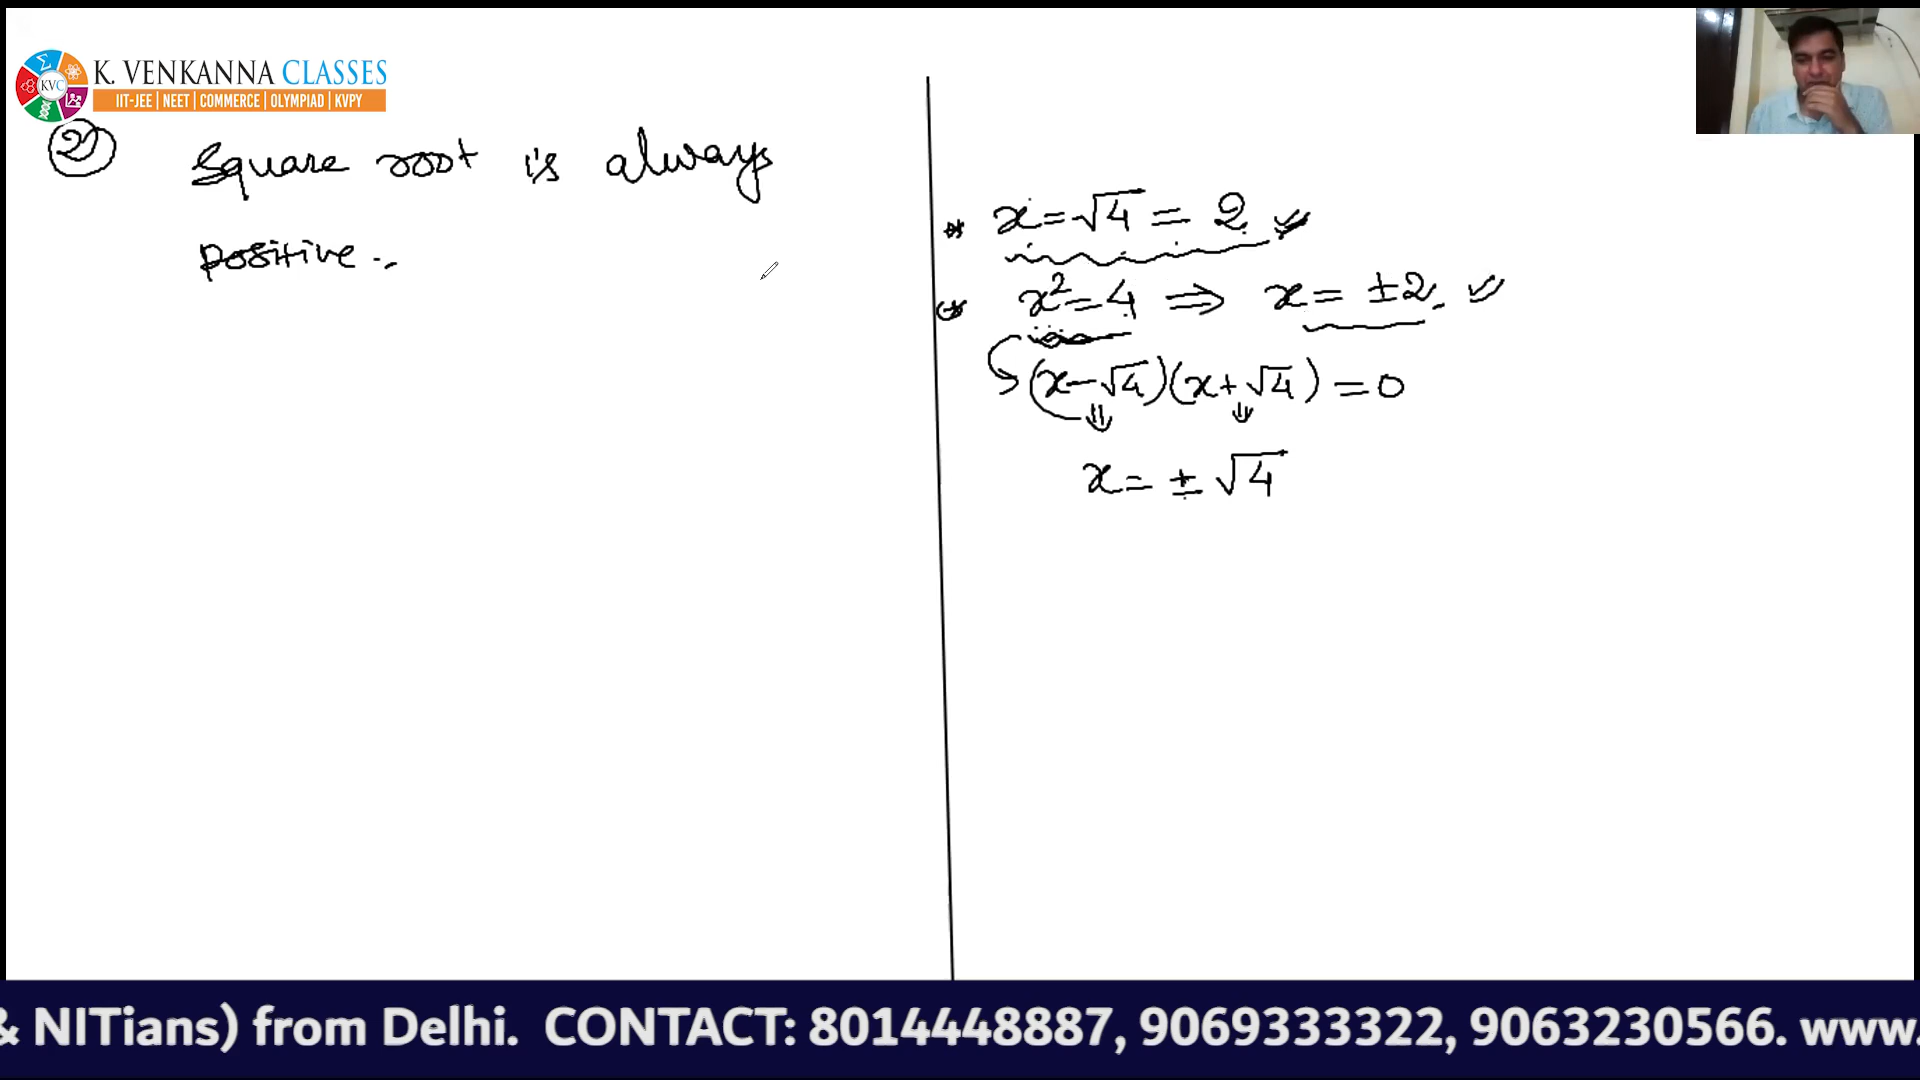 K. VENKANNA CLASSES
KVC
IIT-JEE | NEET | COMMERCE | OLYMPIAD | KVPY
② Square root is always
positive.
* x = √4 = 2
x² = 4 ⇒ x = ±2.
(x-√4)(x+√4) = 0
x = ± √4
& NITians) from Delhi. CONTACT: 8014448887, 9069333322, 9063230566. www.